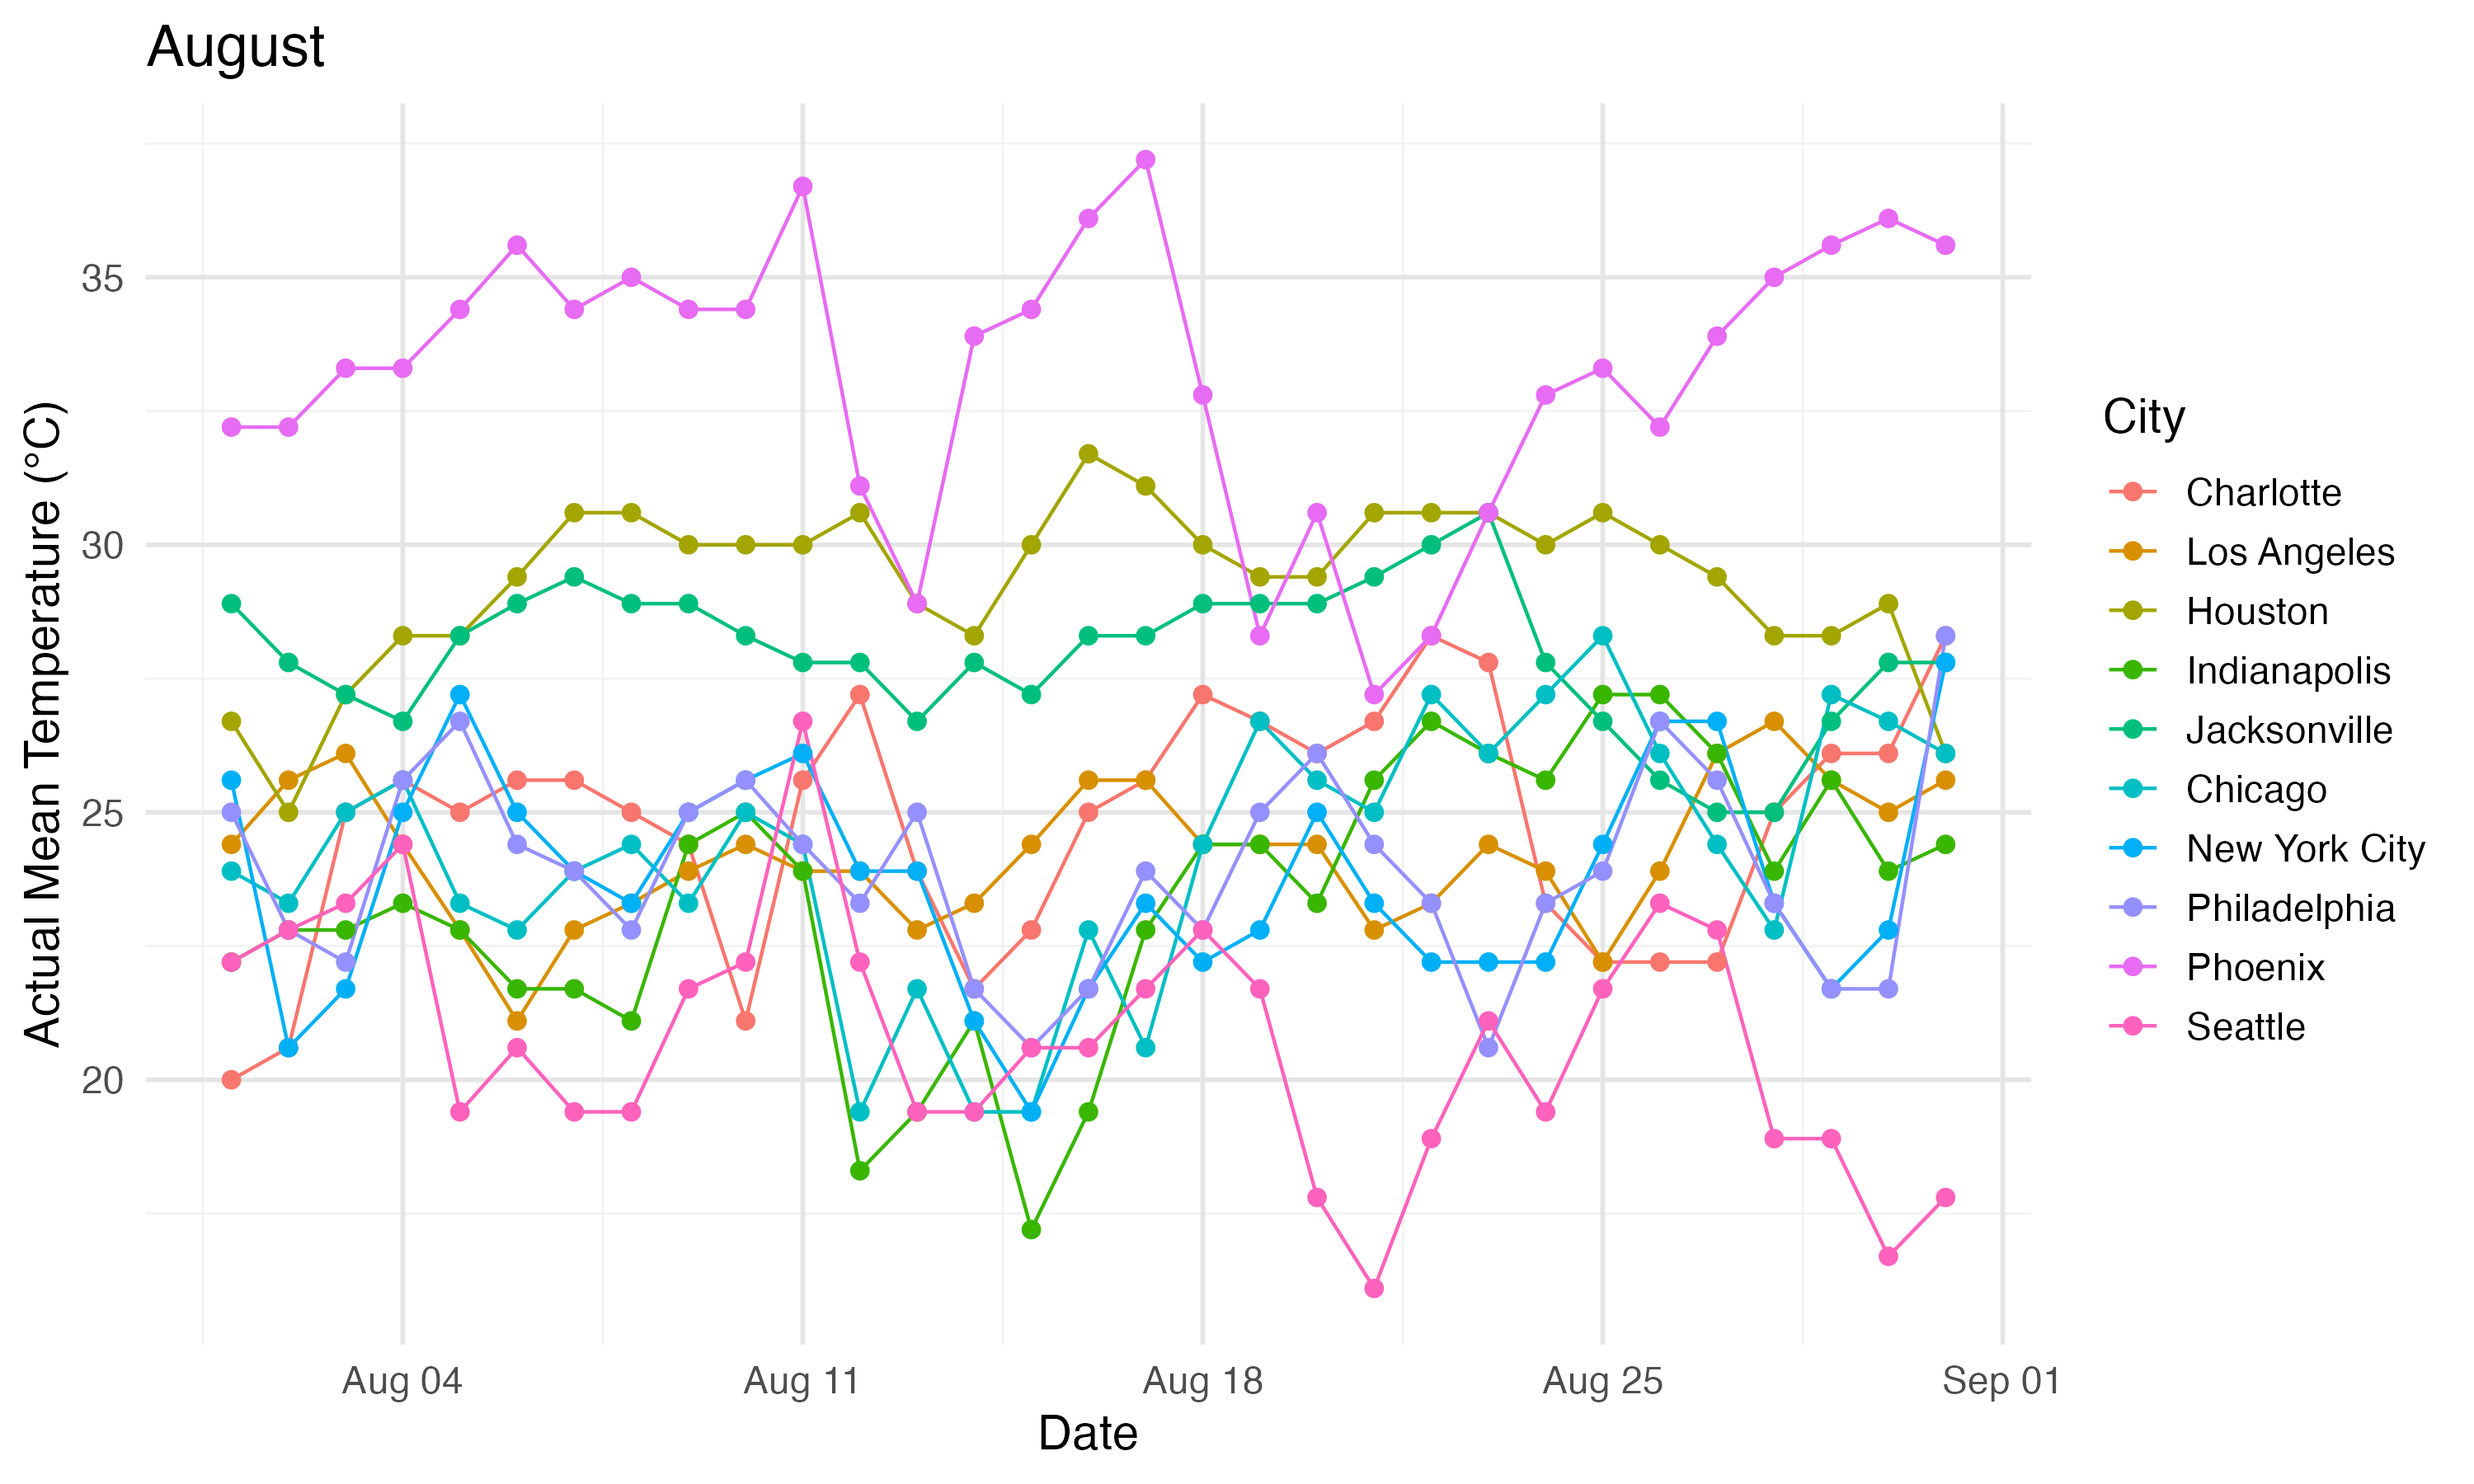 August
Actual Mean Temperature (°C)
35
30
25
20
Aug 04
Aug 11
Aug 18
Aug 25
Sep 01
Date
City
Charlotte
Los Angeles
Houston
Indianapolis
Jacksonville
Chicago
New York City
Philadelphia
Phoenix
Seattle